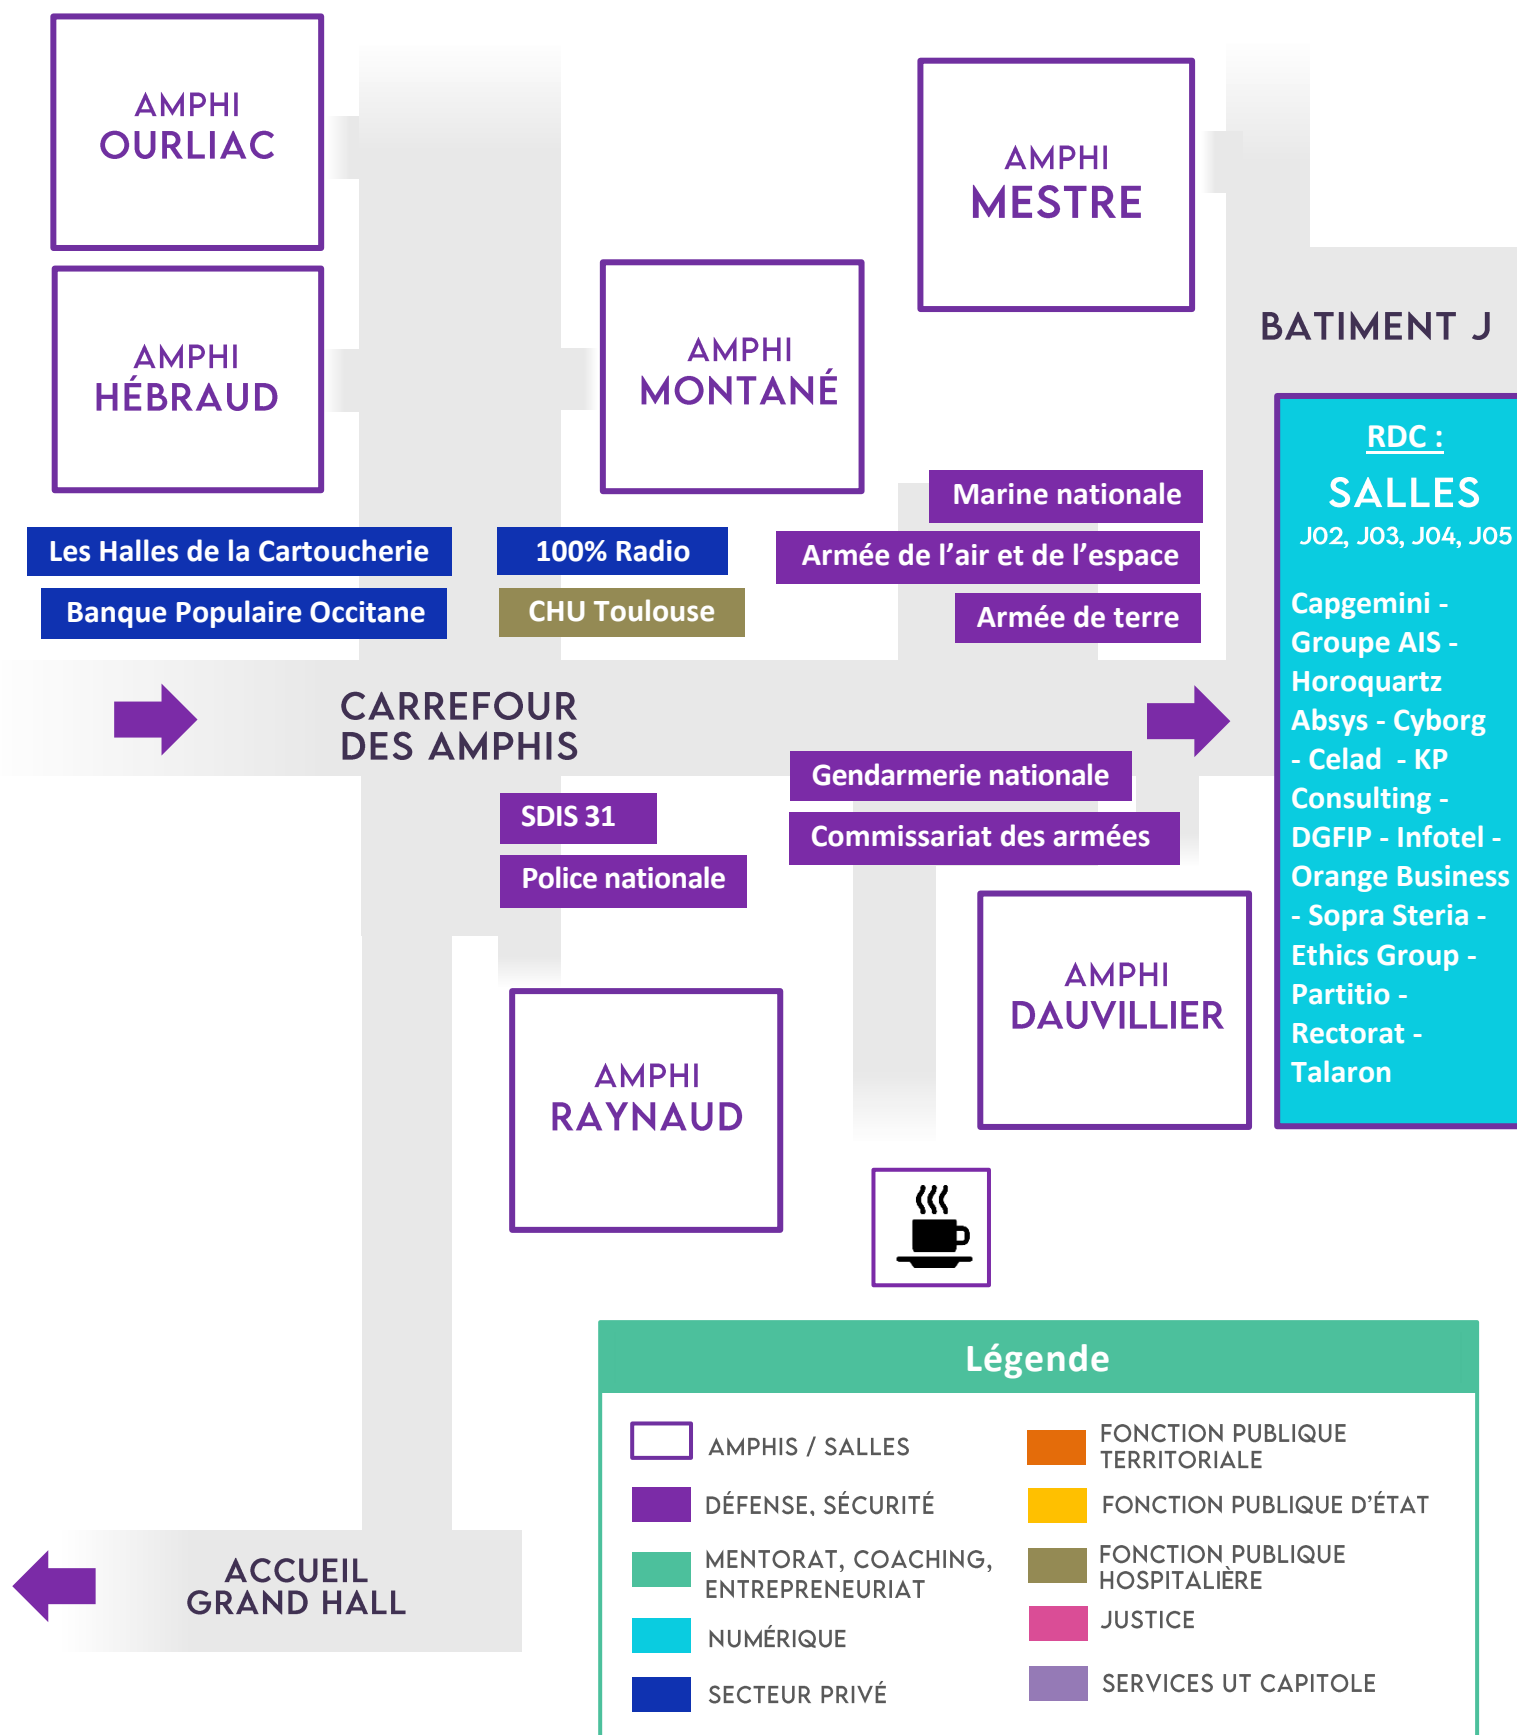 AMPHI
OURLIAC
AMPHI
MESTRE
AMPHI
HÉBRAUD
AMPHI
MONTANÉ
BATIMENT J
Les Halles de la Cartoucherie
Banque Populaire Occitane
100% Radio
CHU Toulouse
Marine nationale
Armée de l’air et de l’espace
Armée de terre
RDC :
SALLES
J02, J03, J04, J05
Capgemini -
Groupe AIS -
Horoquartz
Absys - Cyborg
- Celad - KP
Consulting -
DGFIP - Infotel -
Orange Business
- Sopra Steria -
Ethics Group -
Partitio -
Rectorat -
Talaron
CARREFOUR
DES AMPHIS
Gendarmerie nationale
Commissariat des armées
SDIS 31
Police nationale
AMPHI
DAUVILLIER
AMPHI
RAYNAUD
ACCUEIL
GRAND HALL
Légende
AMPHIS / SALLES
DÉFENSE, SÉCURITÉ
MENTORAT, COACHING,
ENTREPRENEURIAT
NUMÉRIQUE
SECTEUR PRIVÉ
FONCTION PUBLIQUE
TERRITORIALE
FONCTION PUBLIQUE D’ÉTAT
FONCTION PUBLIQUE
HOSPITALIÈRE
JUSTICE
SERVICES UT CAPITOLE